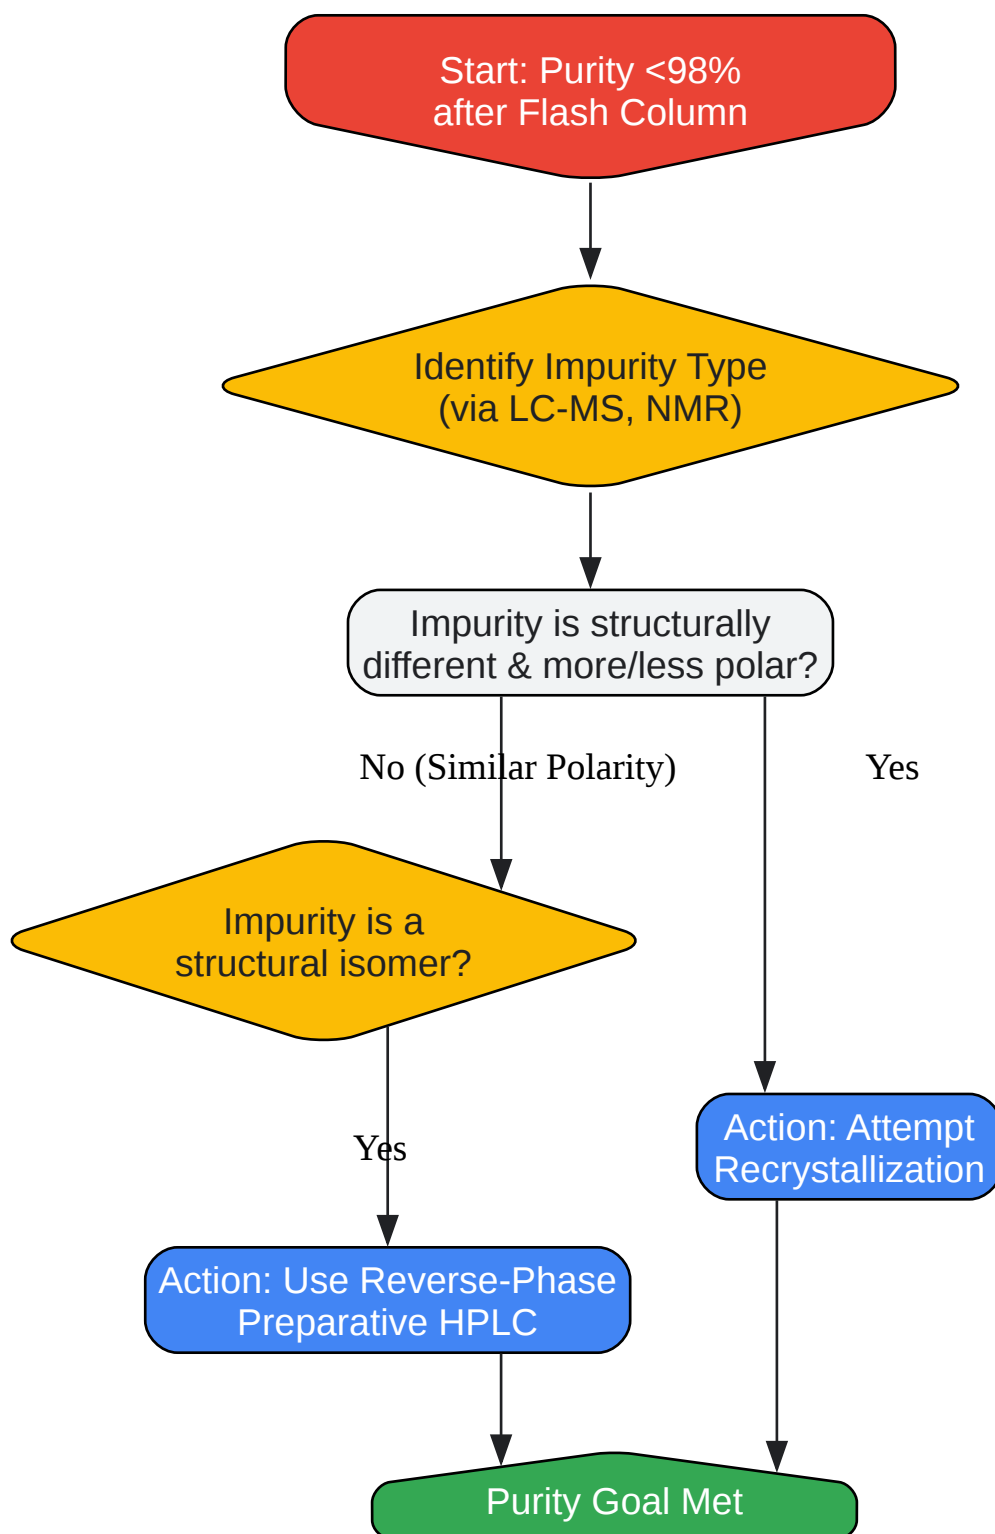 Start: Purity <98%
after Flash Column
Identify Impurity Type
(via LC-MS, NMR)
Impurity is structurally
different & more/less polar?
No (Similar Polarity)
Yes
Impurity is a
structural isomer?
Action: Attempt
Recrystallization
Yes
Action: Use Reverse-Phase
Preparative HPLC
Purity Goal Met